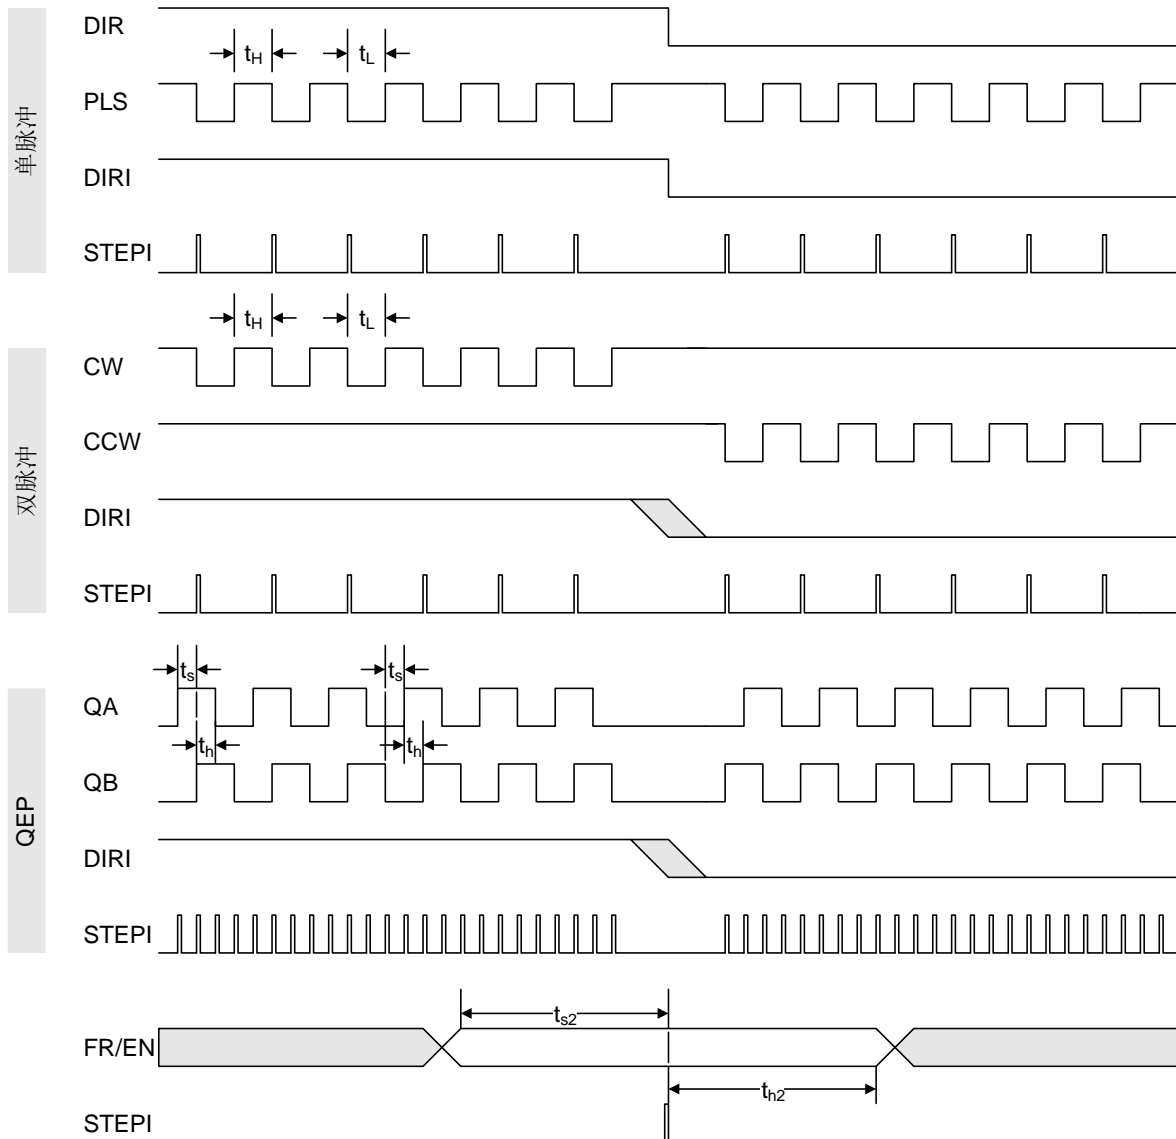 单脉冲
DIR
tH tL
PLS
DIRI
STEPI
双脉冲
tH tL
CW
CCW
DIRI
STEPI
QEP
ts ts
QA
th th
QB
DIRI
STEPI
ts2
FR/EN
th2
STEPI